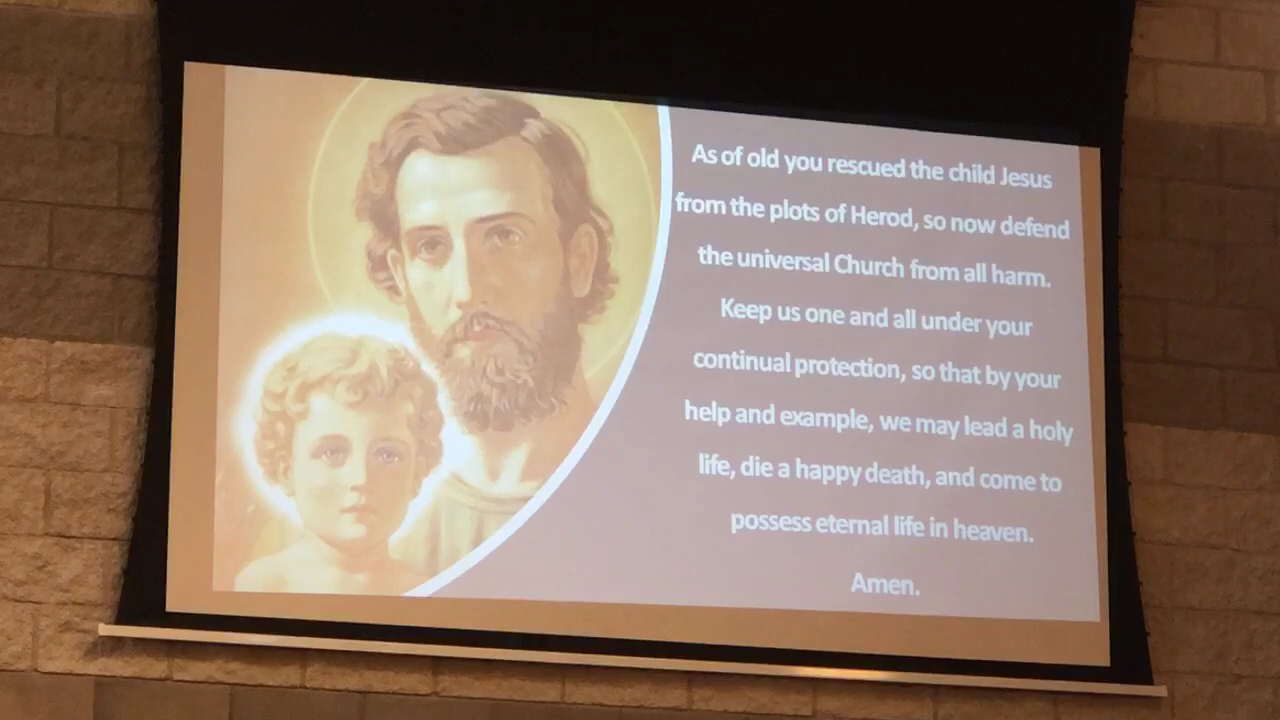 As of old you rescued the child Jesus
from the plots of Herod, so now defend
the universal Church from all harm.
Keep us one and all under your
continual protection, so that by your
help and example, we may lead a holy
life, die a happy death, and come to
possess eternal life in heaven.
Amen.